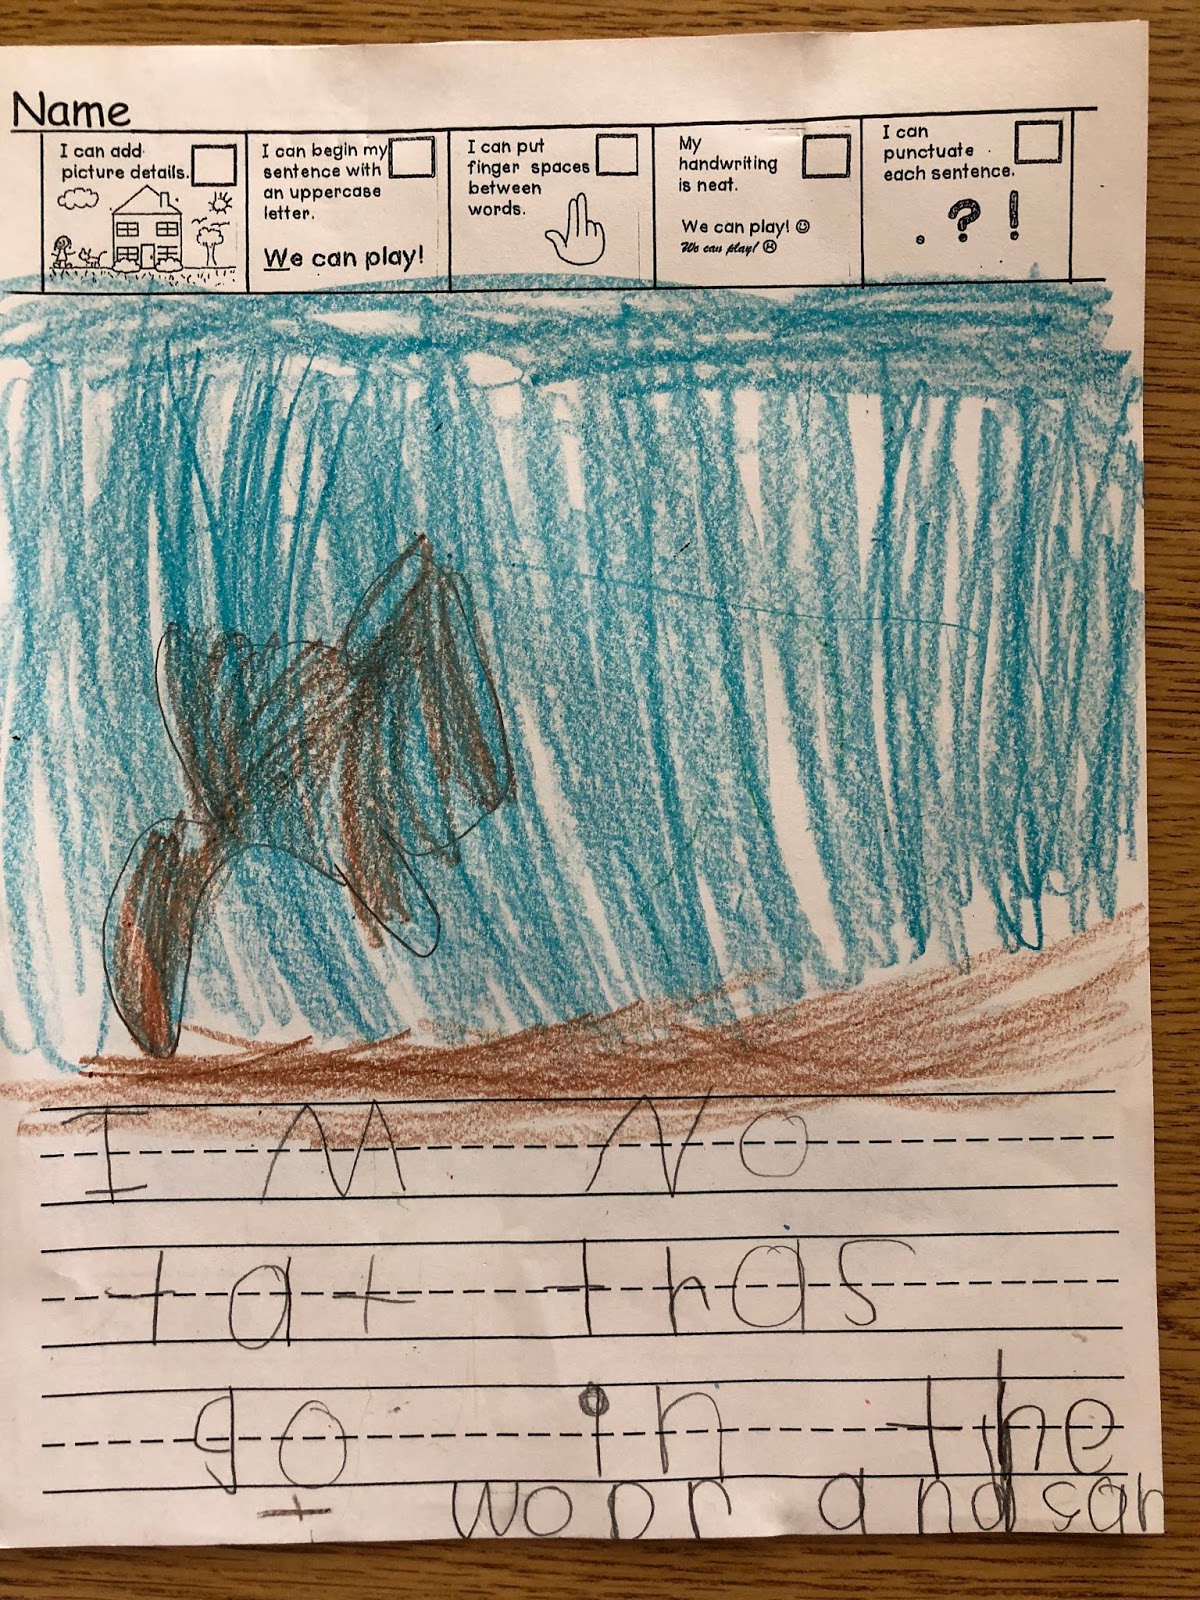 Name
I can add
picture details.
I can begin my
sentence with
an uppercase
letter.
We can play!
I can put
finger spaces
between
words.
My
handwriting
is neat.
We can play! ☺
We can play! ☹
I can
punctuate
each sentence.
. ? !
I M No
tat thas
go in the
t wopr and san